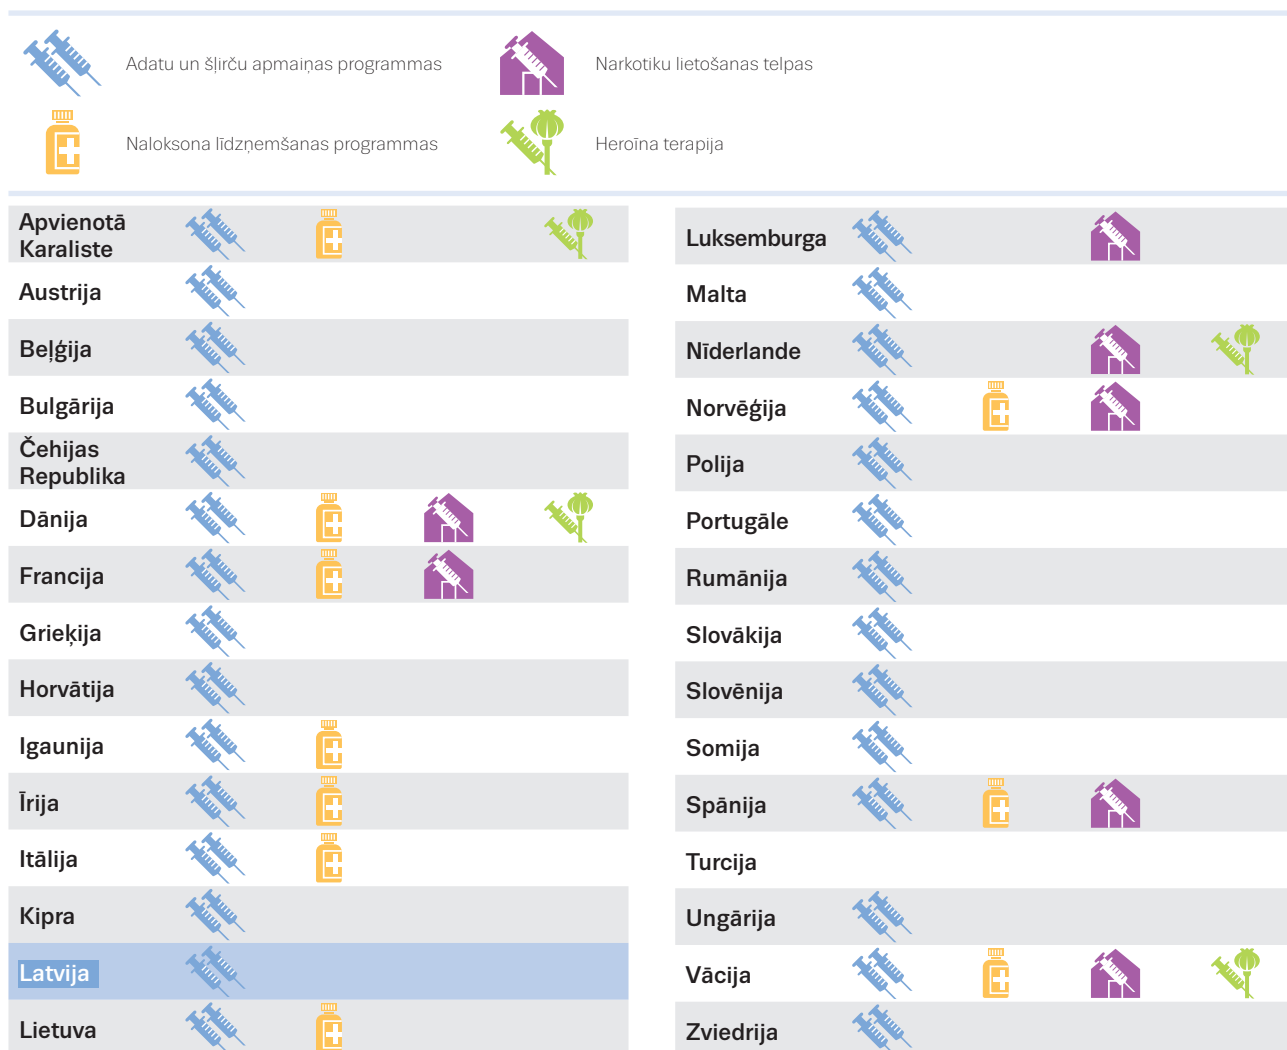 Adatu un šļirču apmaiņas programmas
Narkotiku lietošanas telpas
Naloksona līdzņemšanas programmas
Heroīna terapija
Apvienotā
Karaliste
Austrija
Beļģija
Bulgārija
Čehijas
Republika
Dānija
Francija
Grieķija
Horvātija
Igaunija
Īrija
Itālija
Kipra
Latvija
Lietuva
Luksemburga
Malta
Nīderlande
Norvēģija
Polija
Portugāle
Rumānija
Slovākija
Slovēnija
Somija
Spānija
Turcija
Ungārija
Vācija
Zviedrija